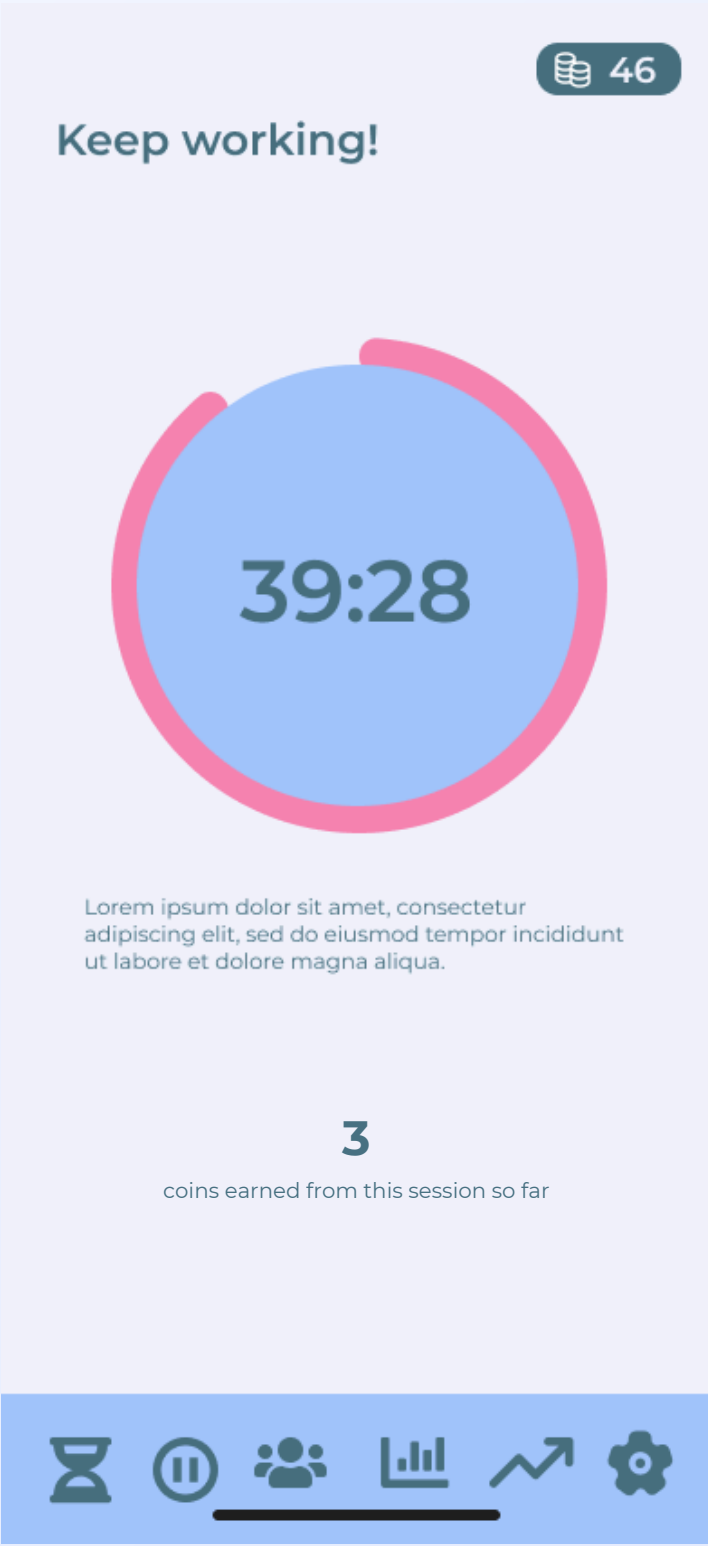 46
Keep working!
39:28
Lorem ipsum dolor sit amet, consectetur
adipiscing elit, sed do eiusmod tempor incididunt
ut labore et dolore magna aliqua.
3
coins earned from this session so far